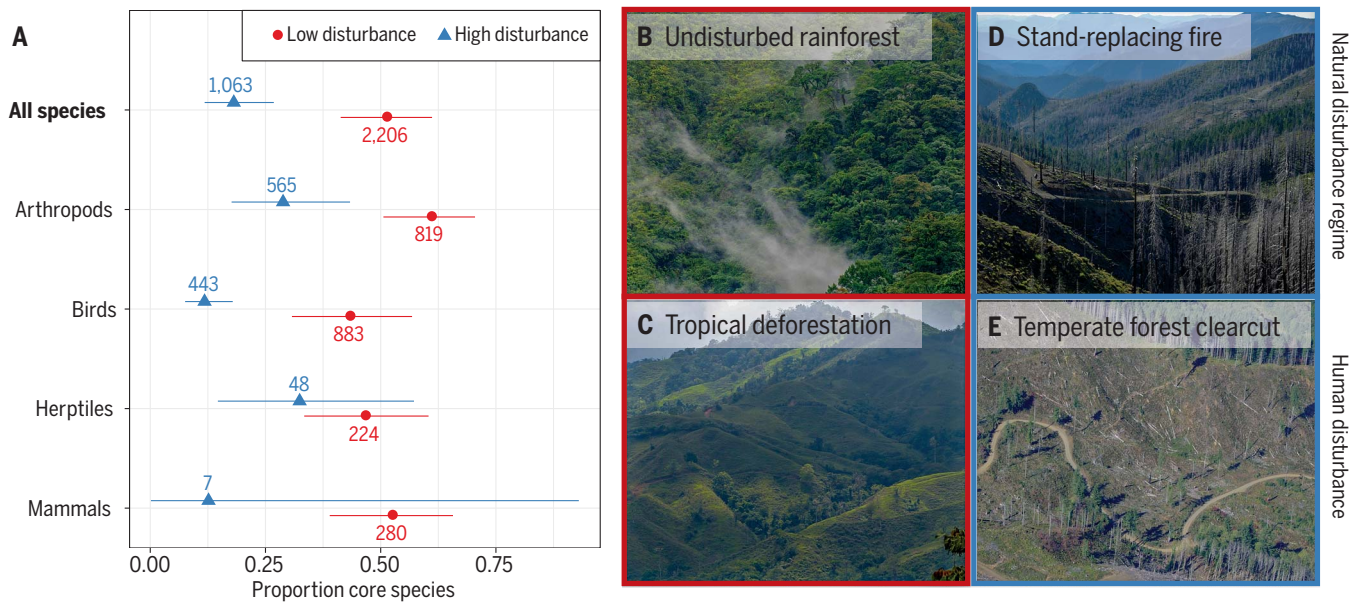 A
Low disturbance
High disturbance
All species
1,063
2,206
Arthropods
565
819
Birds
443
883
Herptiles
48
224
Mammals
7
280
0.00
0.25
0.50
0.75
Proportion core species
B Undisturbed rainforest
D Stand-replacing fire
C Tropical deforestation
E Temperate forest clearcut
Natural disturbance regime
Human disturbance